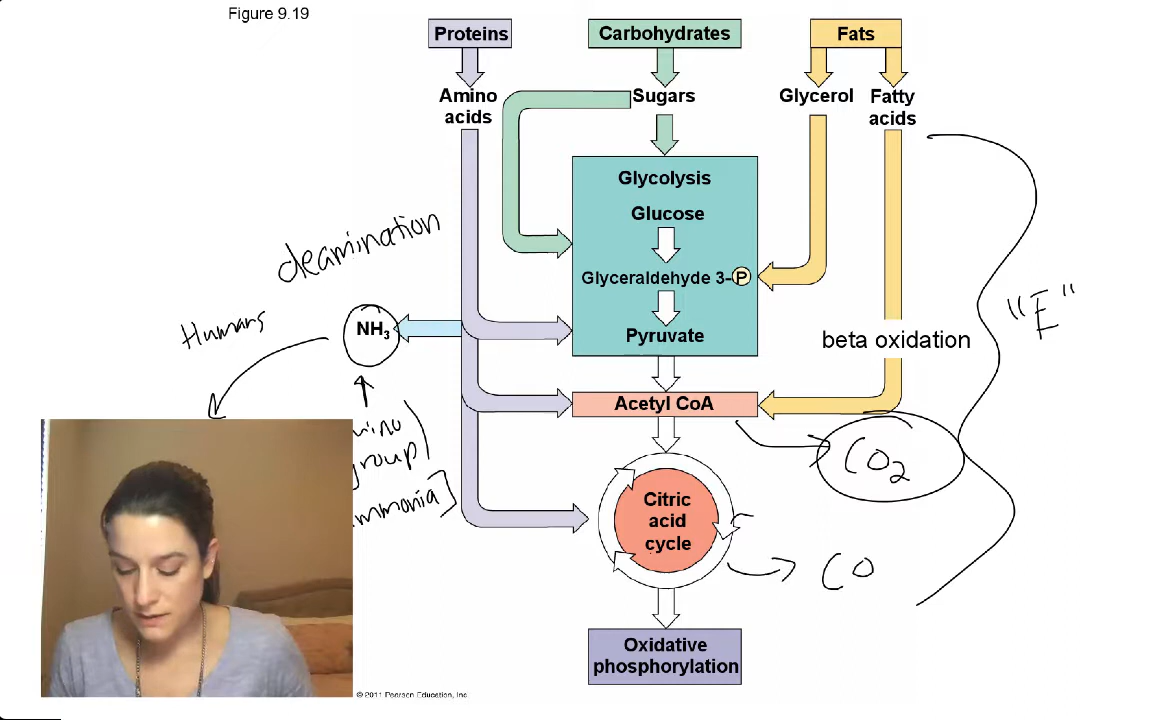 Figure 9.19
Proteins
Carbohydrates
Fats
Amino
acids
Sugars
Glycerol
Fatty
acids
Glycolysis
Glucose
Glyceraldehyde 3-P
Pyruvate
deamination
Humans
NH3
beta oxidation
"E"
Acetyl CoA
CO2
group
Citric
acid
cycle
CO
Oxidative
phosphorylation
© 2011 Pearson Education, Inc.